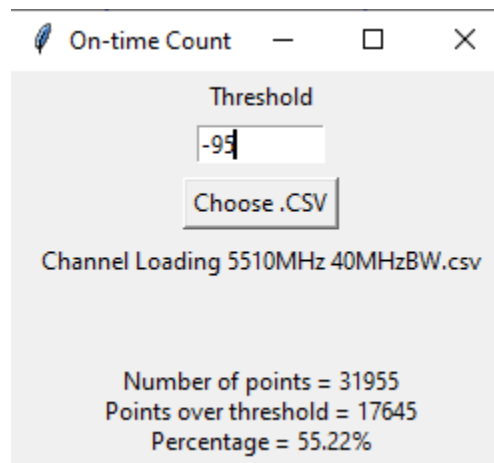 On-time Count
Threshold
-95
Choose .CSV
Channel Loading 5510MHz 40MHzBW.csv
Number of points = 31955
Points over threshold = 17645
Percentage = 55.22%